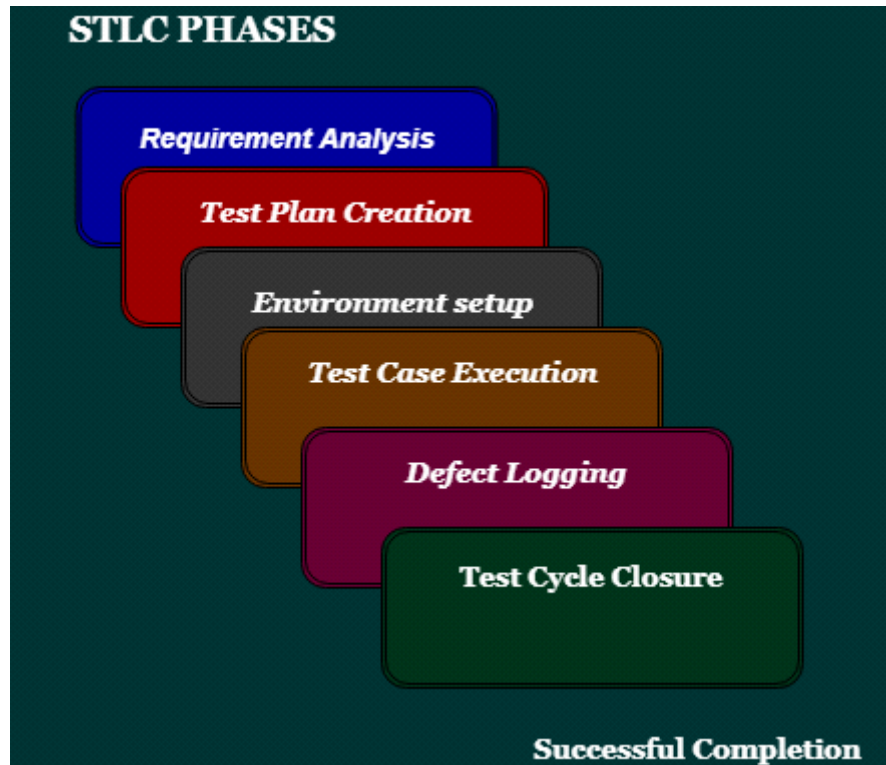 STLC PHASES
Requirement Analysis
Test Plan Creation
Environment setup
Test Case Execution
Defect Logging
Test Cycle Closure
Successful Completion